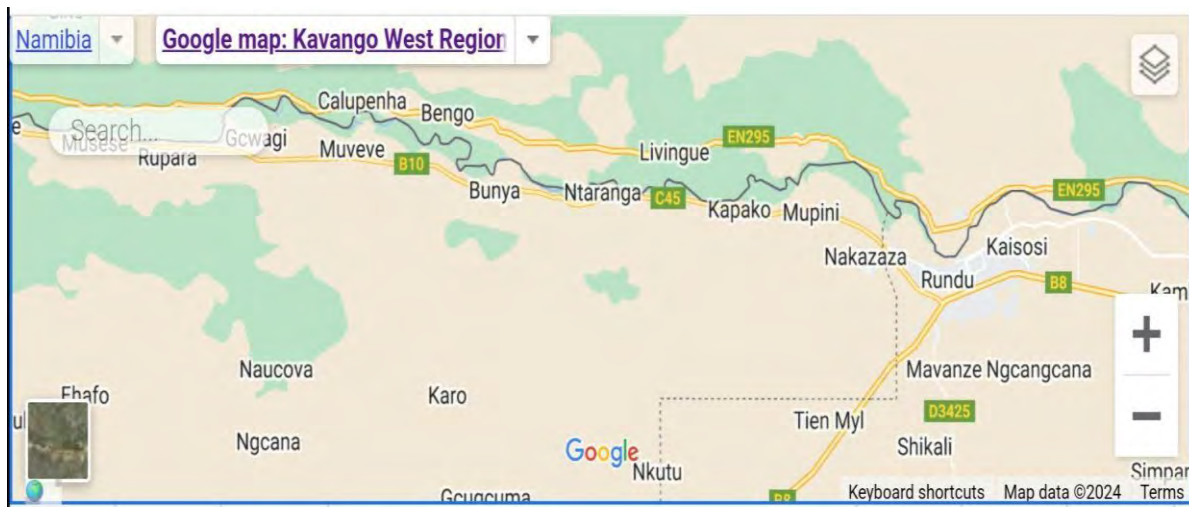 Namibia
Google map: Kavango West Region
Search...
Calupenha
Bengo
EN295
Musese
Gcwagi
Muveve
B10
Livingue
Rupara
Bunya
Ntaranga
C45
Kapako
Mupini
EN295
Nakazaza
Kaisosi
Rundu
B8
Kam
+
Naucova
Mavanze Ngcangcana
Karo
D3425
−
Tien Myl
Ngcana
Google
Shikali
Nkutu
B8
Keyboard shortcuts Map data ©2024 Terms